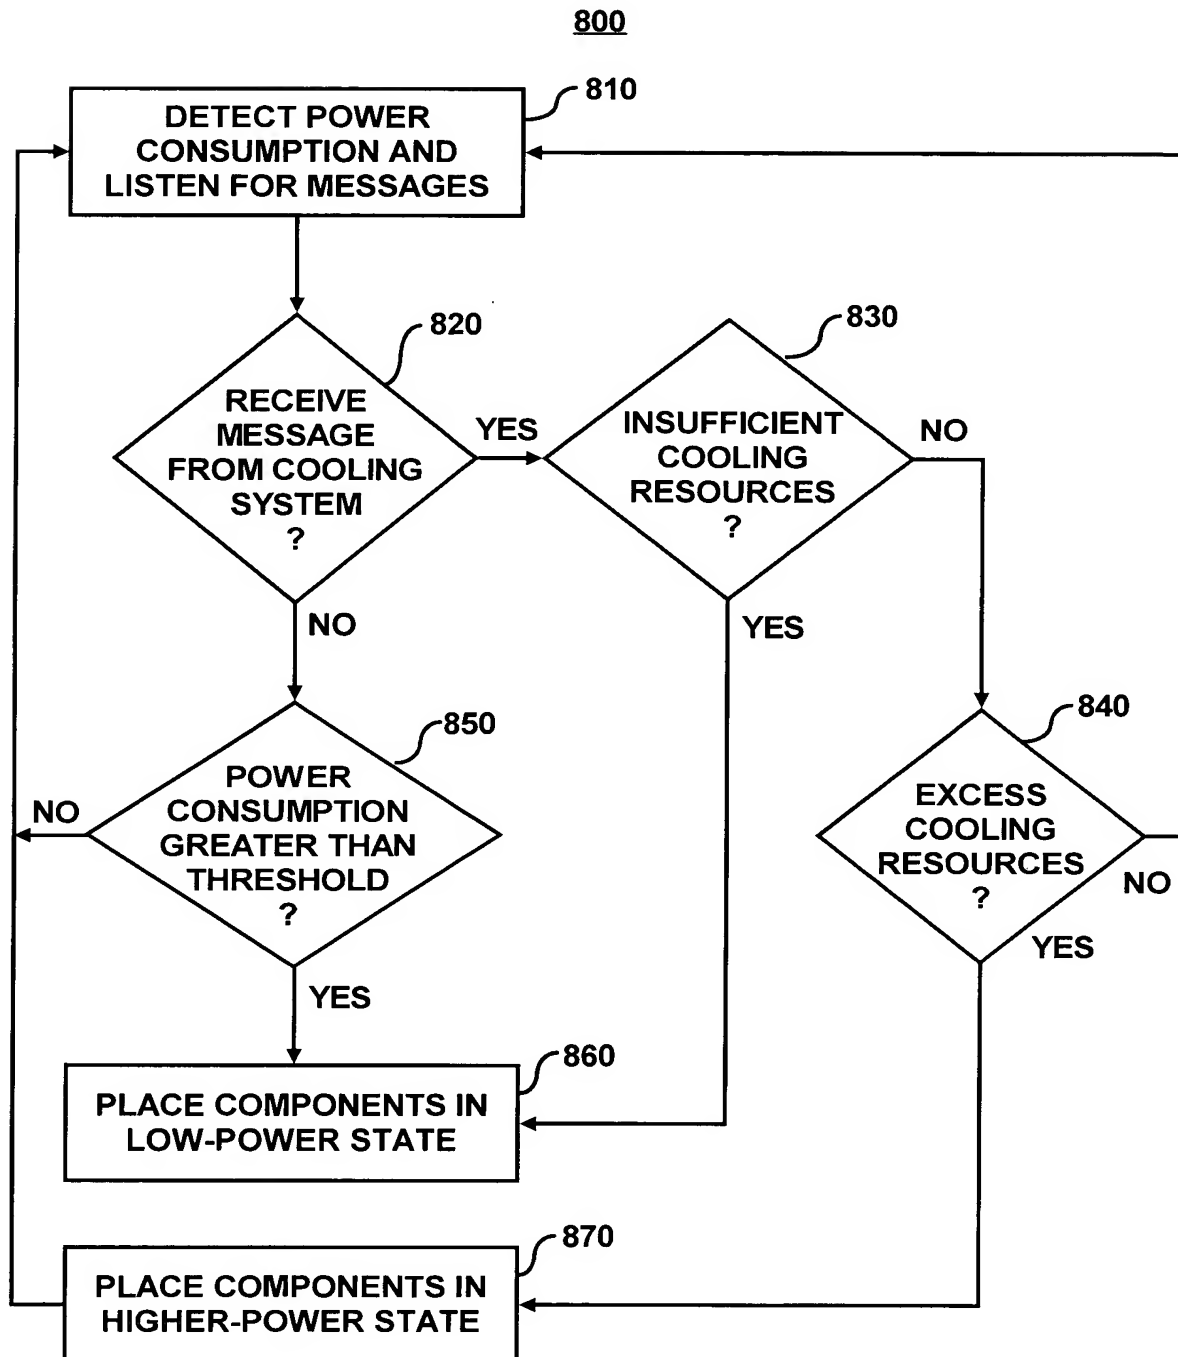 800
DETECT POWER
CONSUMPTION AND
LISTEN FOR MESSAGES
810
RECEIVE
MESSAGE
FROM COOLING
SYSTEM
?
820
YES
NO
INSUFFICIENT
COOLING
RESOURCES
?
830
NO
YES
POWER
CONSUMPTION
GREATER THAN
THRESHOLD
?
850
NO
YES
EXCESS
COOLING
RESOURCES
?
840
NO
YES
PLACE COMPONENTS IN
LOW-POWER STATE
860
PLACE COMPONENTS IN
HIGHER-POWER STATE
870